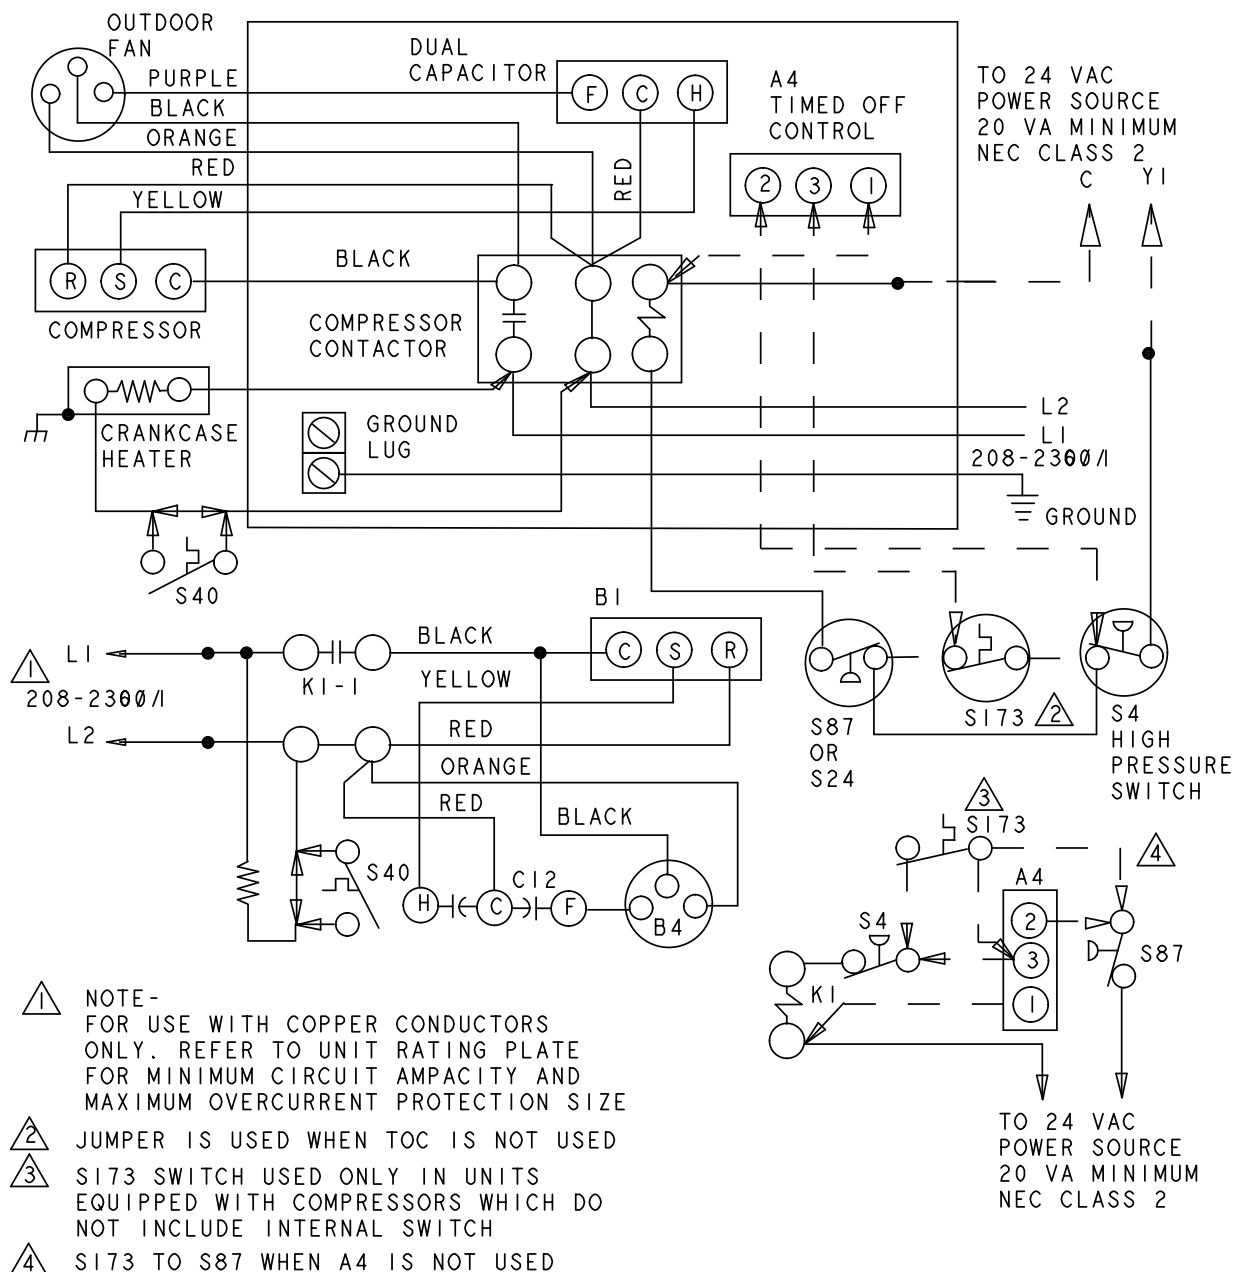 OUTDOOR
FAN
PURPLE
BLACK
ORANGE
RED
YELLOW
DUAL
CAPACITOR
F C H
RED
A4
TIMED OFF
CONTROL
2 3 1
TO 24 VAC
POWER SOURCE
20 VA MINIMUM
NEC CLASS 2
C Y1
R S C
COMPRESSOR
BLACK
COMPRESSOR
CONTACTOR
CRANKCASE
HEATER
GROUND
LUG
L2
L1
GROUND
S40
B1
C S R
L1
1
L2
K1-1
BLACK
YELLOW
RED
ORANGE
RED
BLACK
S87
OR
S24
S173
2
S4
HIGH
PRESSURE
SWITCH
S40
H C F
C12
B4
3
S173
4
A4
2
3
1
S4
S87
K1
TO 24 VAC
POWER SOURCE
20 VA MINIMUM
NEC CLASS 2
1 NOTE-
FOR USE WITH COPPER CONDUCTORS
ONLY. REFER TO UNIT RATING PLATE
FOR MINIMUM CIRCUIT AMPACITY AND
MAXIMUM OVERCURRENT PROTECTION SIZE
2 JUMPER IS USED WHEN TOC IS NOT USED
3 S173 SWITCH USED ONLY IN UNITS
EQUIPPED WITH COMPRESSORS WHICH DO
NOT INCLUDE INTERNAL SWITCH
4 S173 TO S87 WHEN A4 IS NOT USED